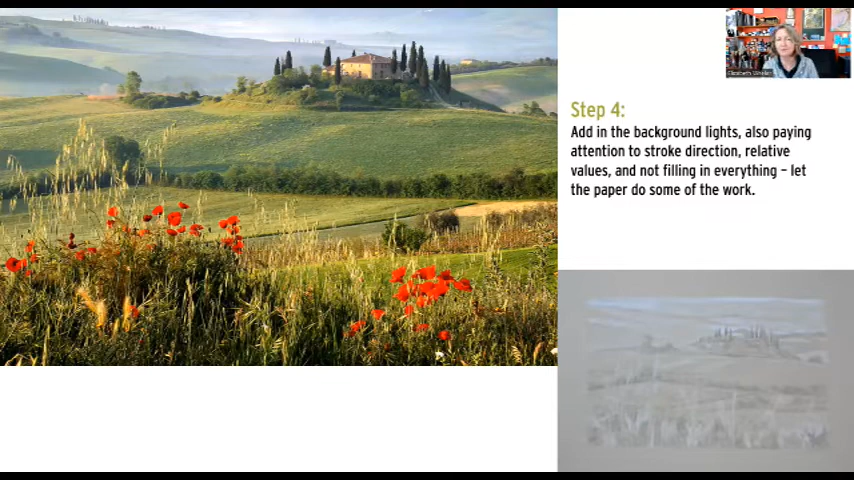 Step 4:
Add in the background lights, also paying
attention to stroke direction, relative
values, and not filling in everything – let
the paper do some of the work.
Elizabeth